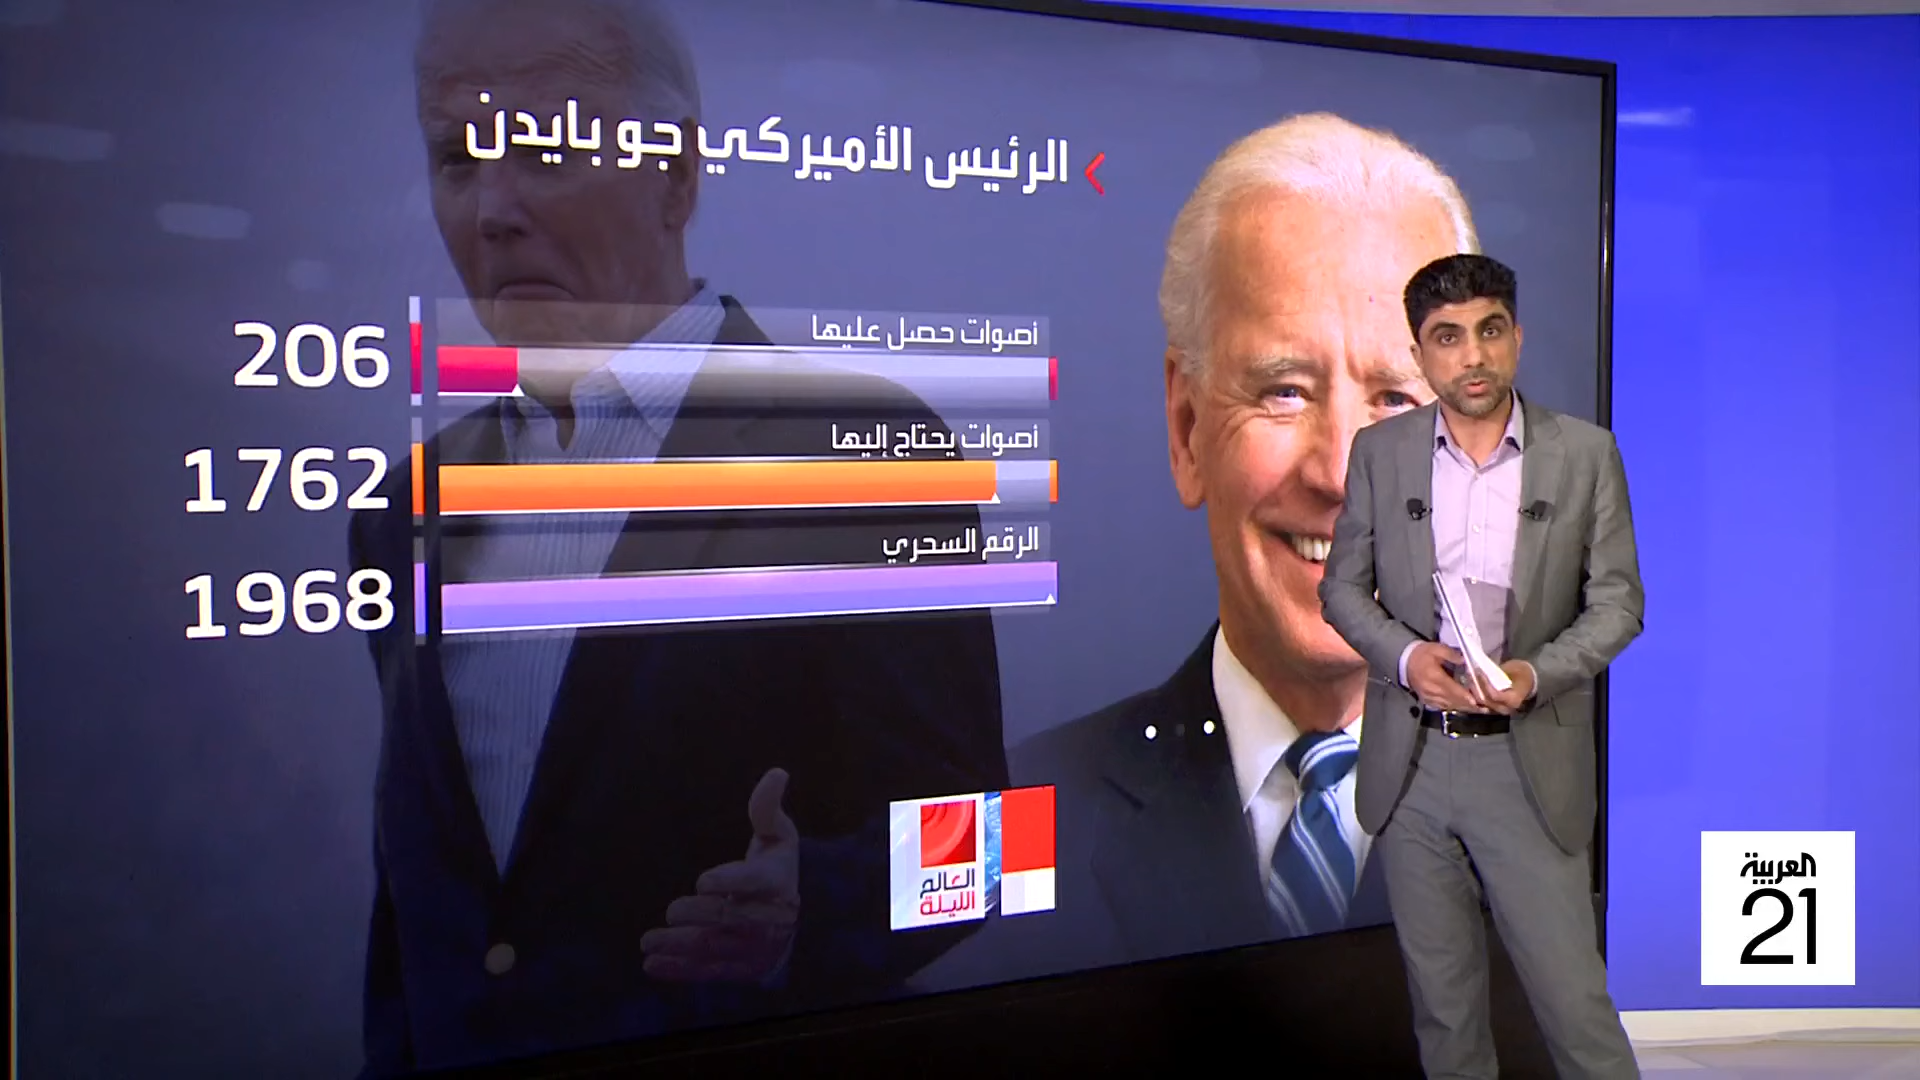 الرئيس الأميركي جو بايدن
أصوات حصل عليها
206
أصوات يحتاج إليها
1762
الرقم السحري
1968
العالم
الليلة
العربية
21